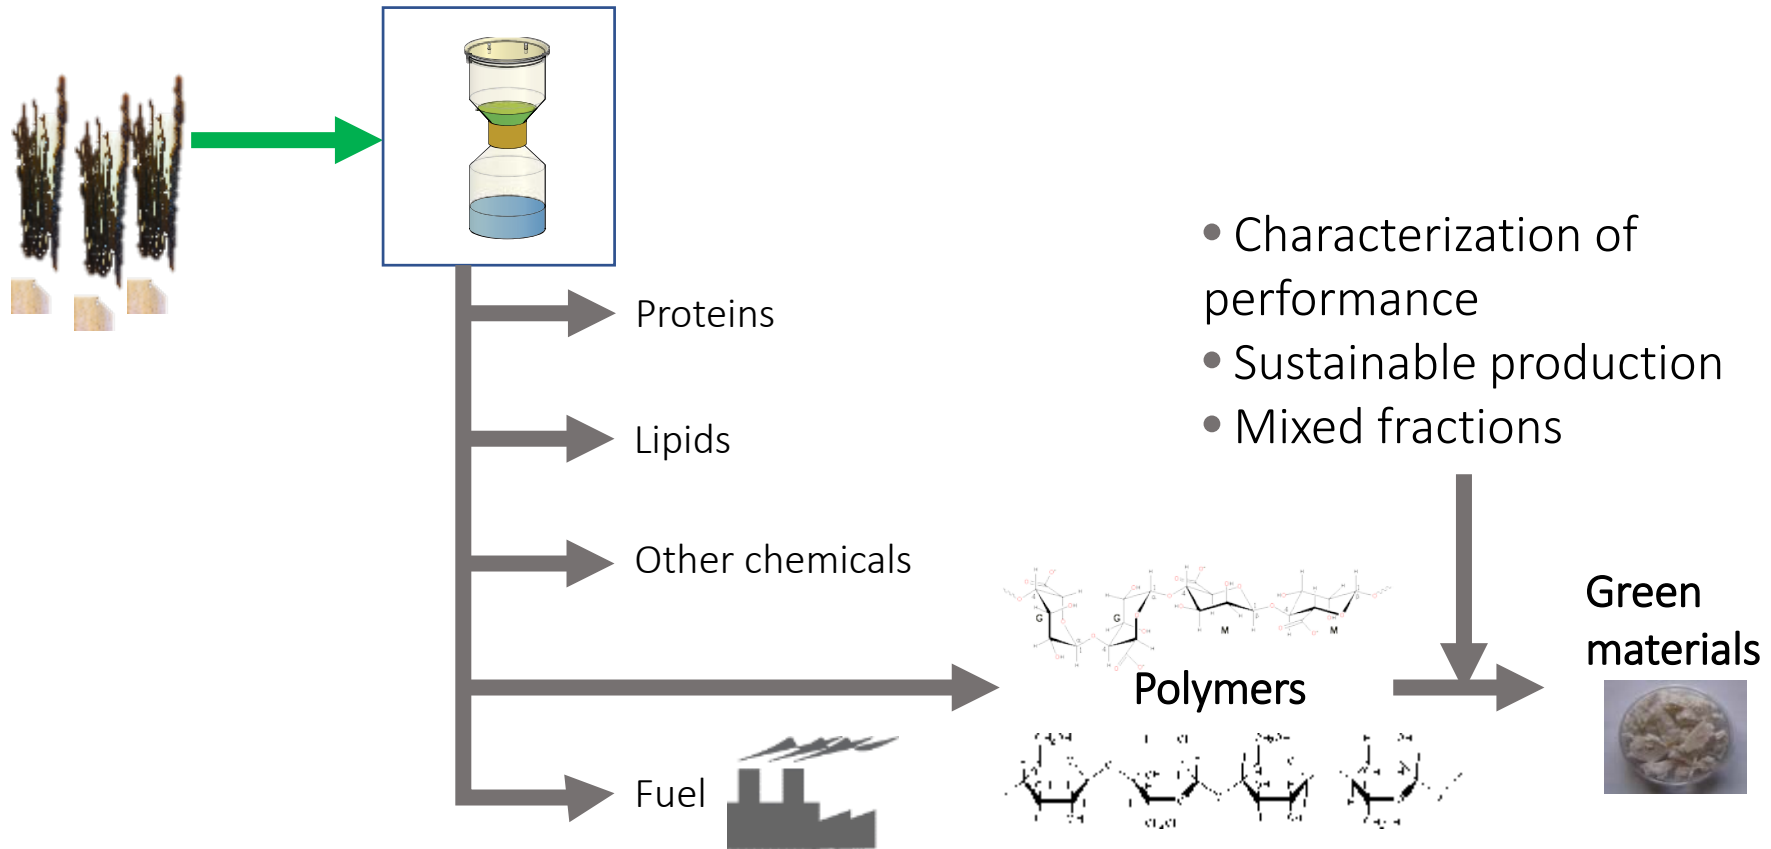 • Characterization of
performance
• Sustainable production
• Mixed fractions
Proteins
Lipids
Other chemicals
G
G
M
M
Polymers
Green
materials
Fuel